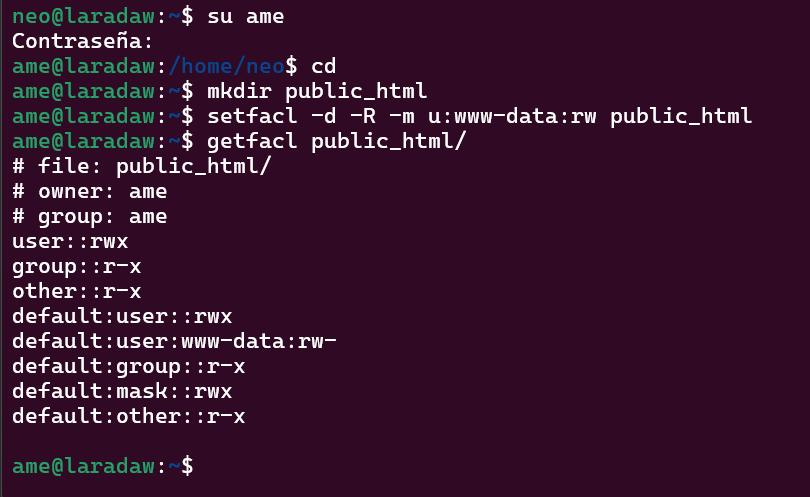 neo@laradaw:~$ su ame
Contraseña:
ame@laradaw:/home/neo$ cd
ame@laradaw:~$ mkdir public_html
ame@laradaw:~$ setfacl -d -R -m u:www-data:rw public_html
ame@laradaw:~$ getfacl public_html/
# file: public_html/
# owner: ame
# group: ame
user::rwx
group::r-x
other::r-x
default:user::rwx
default:user:www-data:rw-
default:group::r-x
default:mask::rwx
default:other::r-x
ame@laradaw:~$